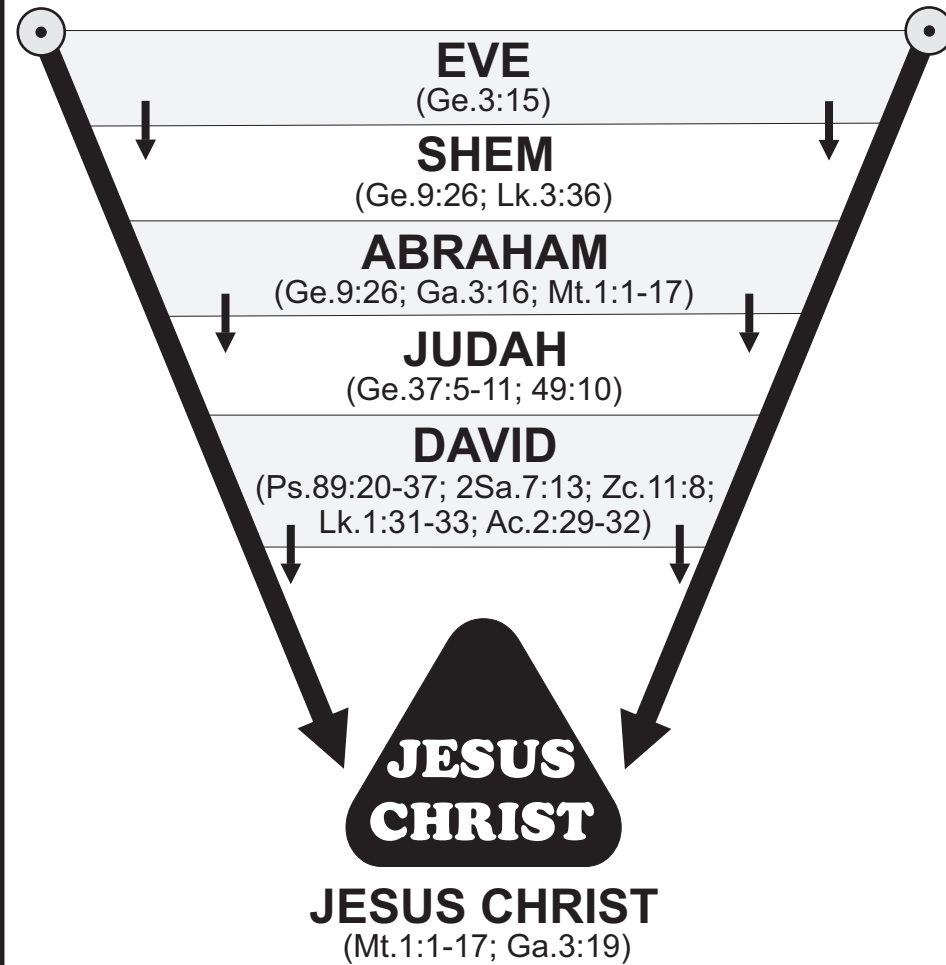 EVE
(Ge.3:15)
SHEM
(Ge.9:26; Lk.3:36)
ABRAHAM
(Ge.9:26; Ga.3:16; Mt.1:1-17)
JUDAH
(Ge.37:5-11; 49:10)
DAVID
(Ps.89:20-37; 2Sa.7:13; Zc.11:8;
Lk.1:31-33; Ac.2:29-32)
JESUS
CHRIST
JESUS CHRIST
(Mt.1:1-17; Ga.3:19)